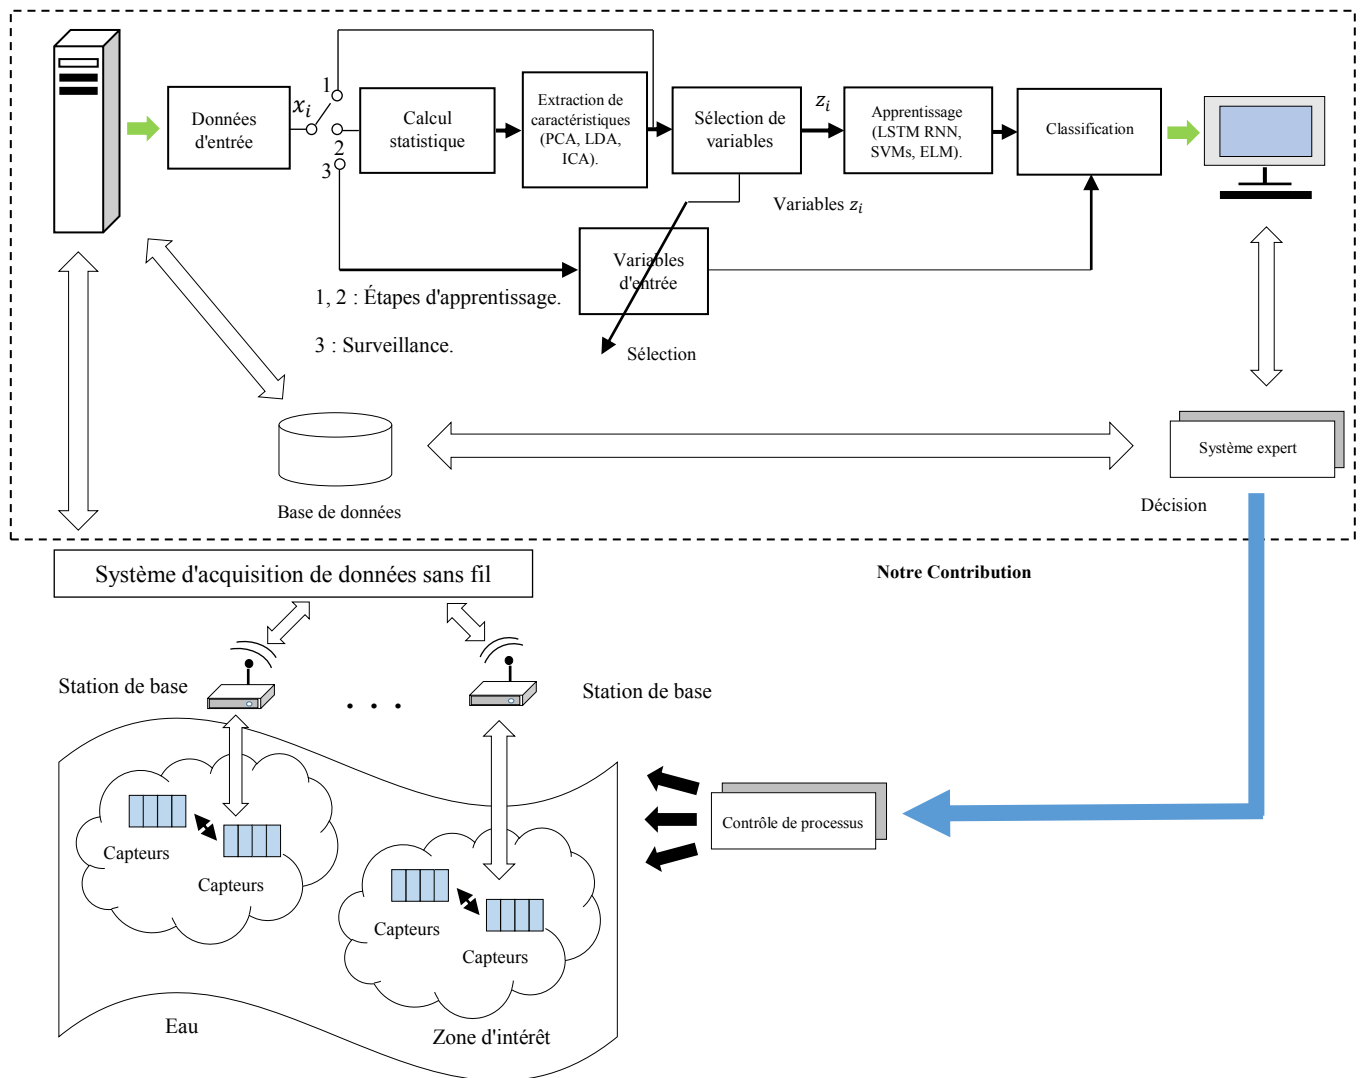 Données
d'entrée
x_i
1
2
3
Calcul
statistique
Extraction de
caractéristiques
(PCA, LDA,
ICA).
Sélection de
variables
z_i
Apprentissage
(LSTM RNN,
SVMs, ELM).
Classification
Variables z_i
Variables
d'entrée
1, 2 : Étapes d'apprentissage.
3 : Surveillance.
Sélection
Base de données
Système expert
Décision
Système d'acquisition de données sans fil
Notre Contribution
Station de base
. . .
Station de base
Capteurs
Capteurs
Capteurs
Capteurs
Contrôle de processus
Eau
Zone d'intérêt